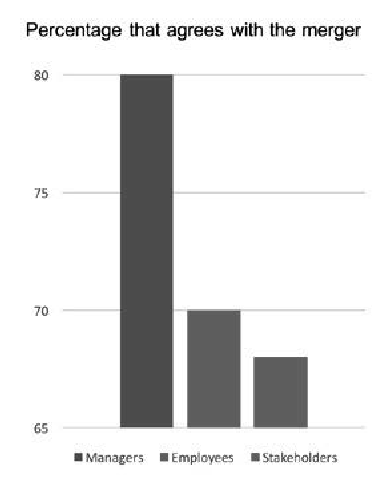 Percentage that agrees with the merger
80
75
70
65
Managers Employees Stakeholders